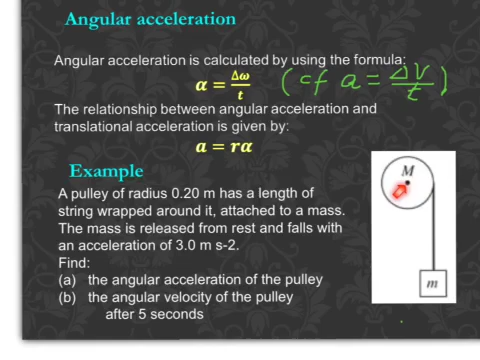 Angular acceleration
Angular acceleration is calculated by using the formula:
α = Δω/t (cf a = ΔV/t)
The relationship between angular acceleration and
translational acceleration is given by:
a = rα
Example
A pulley of radius 0.20 m has a length of
string wrapped around it, attached to a mass.
The mass is released from rest and falls with
an acceleration of 3.0 m s-2.
Find:
(a) the angular acceleration of the pulley
(b) the angular velocity of the pulley
after 5 seconds
M
m